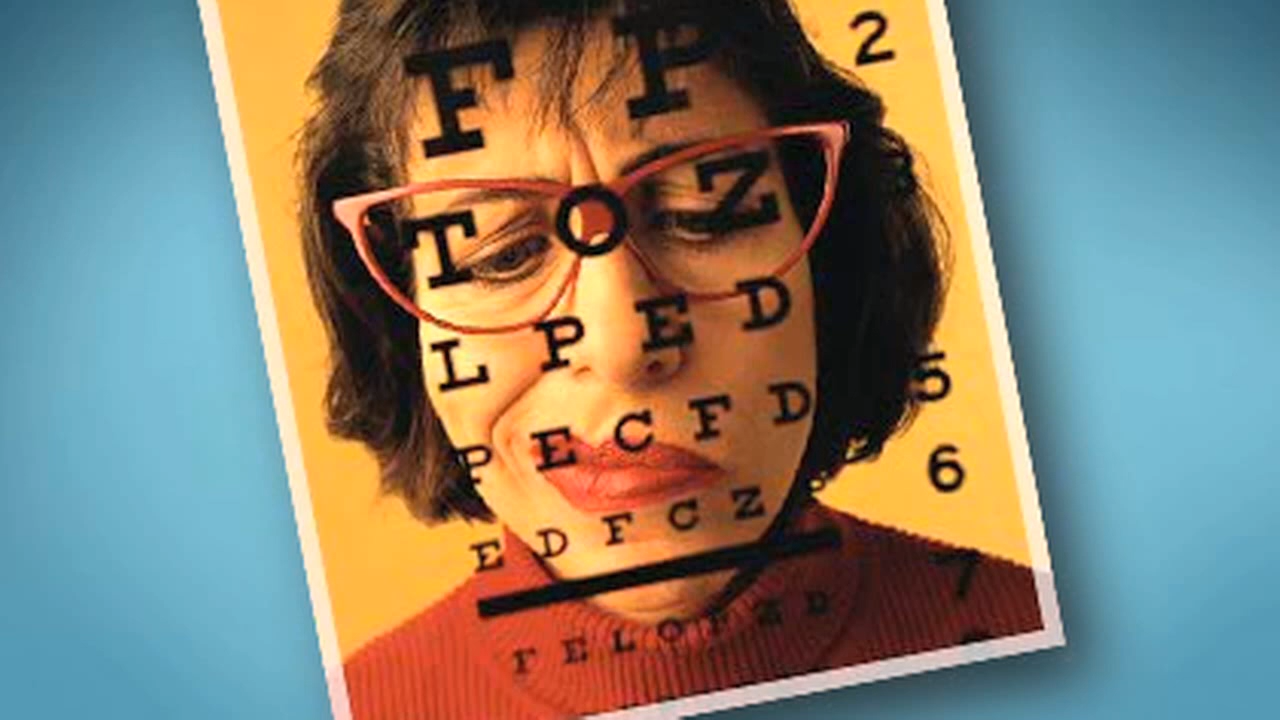 F P 2
T O Z
L P E D
P E C F D 5
E D F C Z 6
F E L O P Z D 7